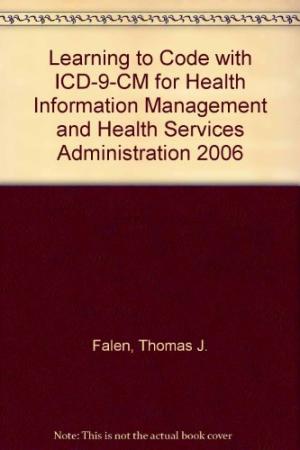 Learning to Code with
ICD-9-CM for Health
Information Management
and Health Services
Administration 2006
Falen, Thomas J.
Note: This is not the actual book cover